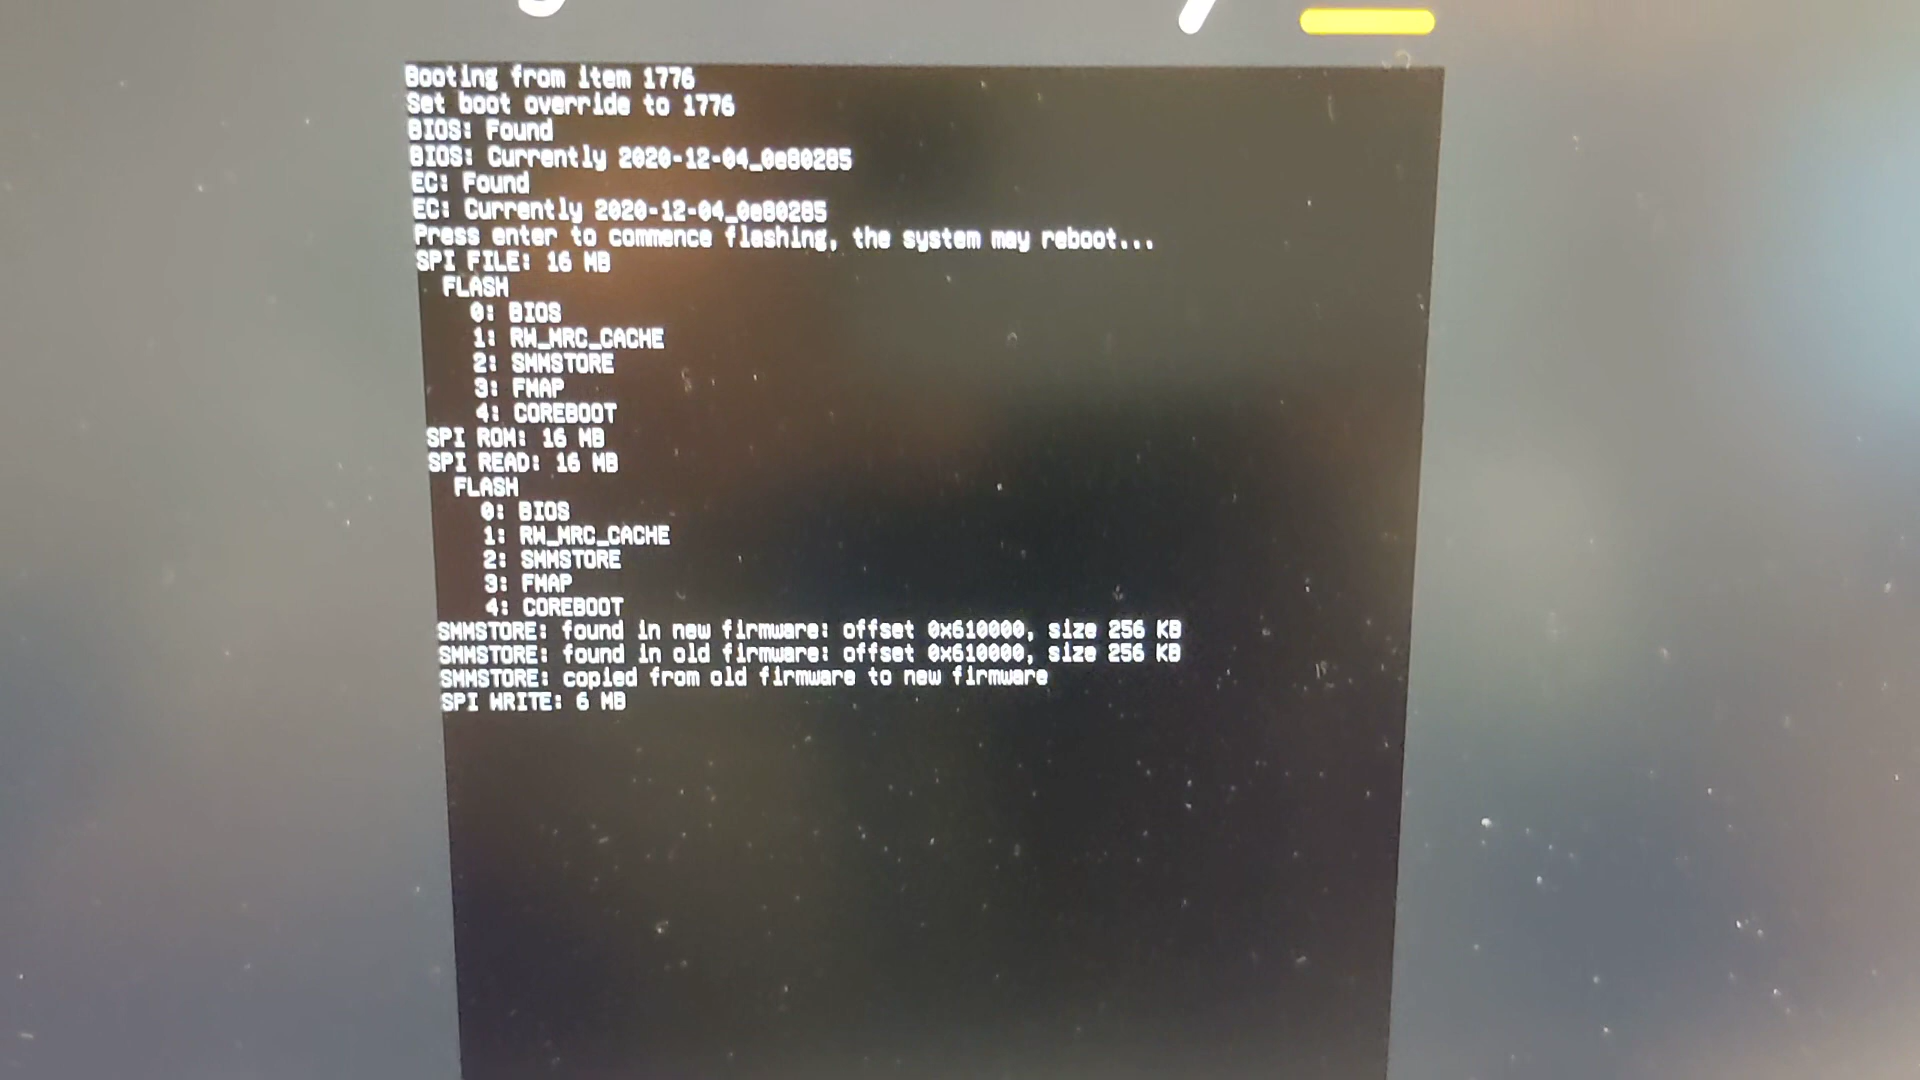 Booting from item 1776
Set boot override to 1776
BIOS: Found
BIOS: Currently 2020-12-04_0e80285
EC: Found
EC: Currently 2020-12-04_0e80285
Press enter to commence flashing, the system may reboot...
SPI FILE: 16 MB
FLASH
0: BIOS
1: RW_MRC_CACHE
2: SMMSTORE
3: FMAP
4: COREBOOT
SPI ROM: 16 MB
SPI READ: 16 MB
FLASH
0: BIOS
1: RW_MRC_CACHE
2: SMMSTORE
3: FMAP
4: COREBOOT
SMMSTORE: found in new firmware: offset 0x610000, size 256 KB
SMMSTORE: found in old firmware: offset 0x610000, size 256 KB
SMMSTORE: copied from old firmware to new firmware
SPI WRITE: 6 MB